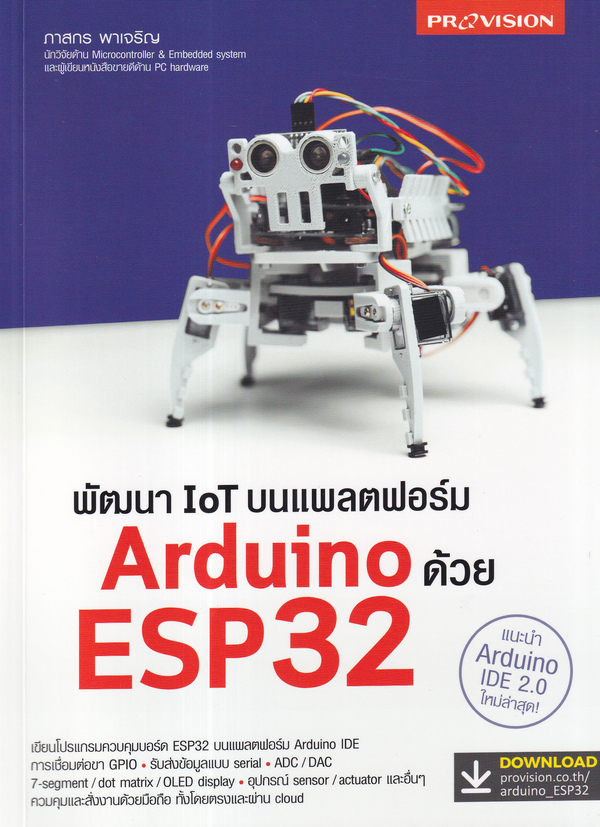 PROVISION
ภาสกร พาเจริญ
นักวิจัยด้าน Microcontroller & Embedded system
และผู้เขียนหนังสือขายดีด้าน PC hardware
พัฒนา IoT บนแพลตฟอร์ม
Arduino ด้วย
ESP32
แนะนำ
Arduino
IDE 2.0
ใหม่ล่าสุด!
เขียนโปรแกรมควบคุมบอร์ด ESP32 บนแพลตฟอร์ม Arduino IDE
การเชื่อมต่อขา GPIO • รับส่งข้อมูลแบบ serial • ADC / DAC
7-segment / dot matrix / OLED display • อุปกรณ์ sensor / actuator และอื่นๆ
ควบคุมและสั่งงานด้วยมือถือ ทั้งโดยตรงและผ่าน cloud
DOWNLOAD
provision.co.th/
arduino_ESP32